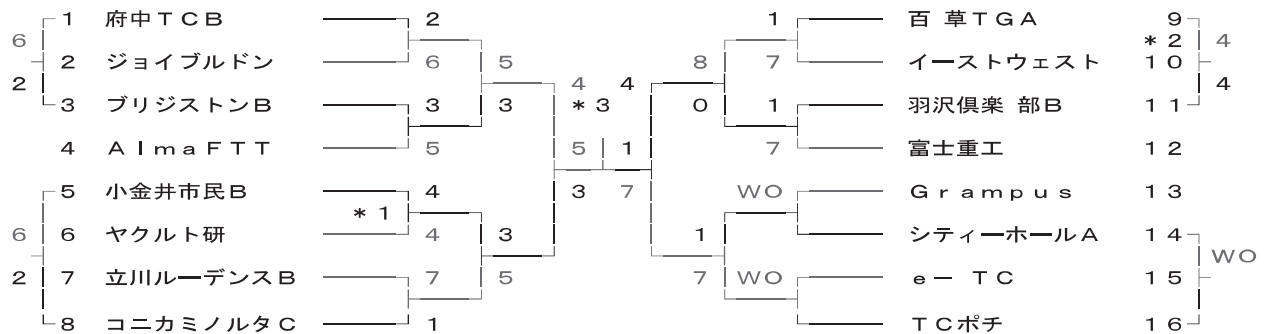 1 府中TCB 2 1 百 草TGA 9
6 *2 4
2 ジョイブルドン 6 5 8 7 イーストウェスト 10
2 4 4 4
3 ブリジストンB 3 3 *3 0 1 羽沢倶楽 部B 11
4 AlmaFTT 5 5 1 7 富士重工 12
5 小金井市民B 4 3 7 WO Grampus 13
*1
6 6 ヤクルト研 4 3 1 シティーホールA 14
WO
2 7 立川ルーデンスB 7 5 7 WO e－ TC 15
8 コニカミノルタC 1 TCポチ 16